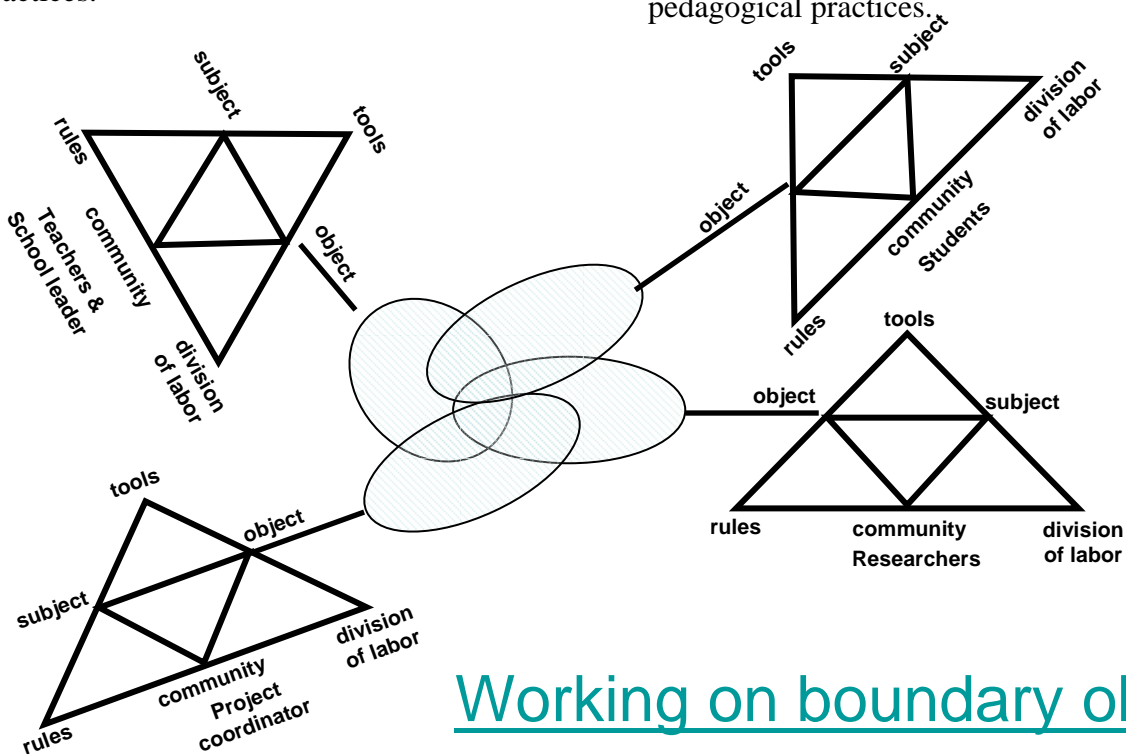 pedagogical practices.
subject
tools
rules
community
Teachers &
School leader
division
of labor
object
tools
subject
division
of labor
object
community
Students
rules
tools
object
subject
rules
community
division
of labor
Researchers
tools
object
subject
division
of labor
community
Project
coordinator
rules
Working on boundary